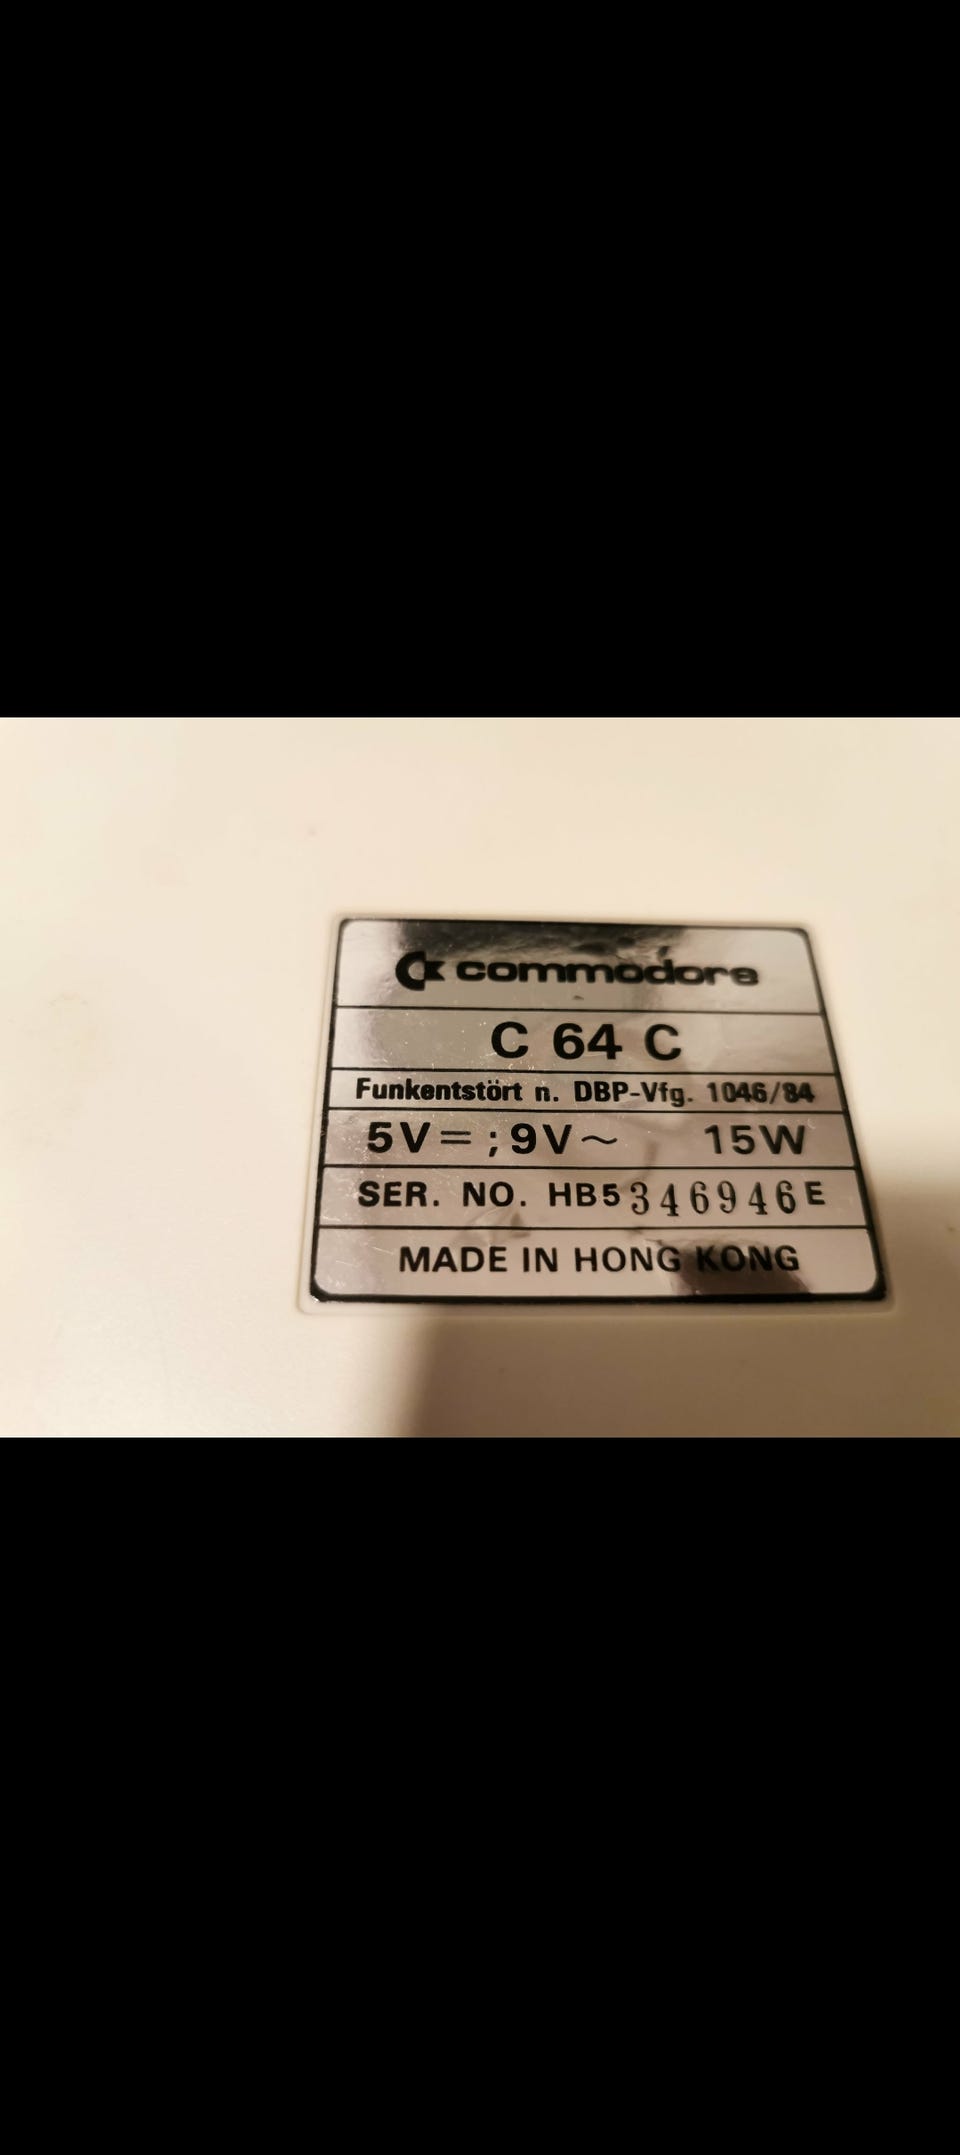 commodore
C 64 C
Funkentstört n. DBP-Vfg. 1046/84
5V= ; 9V~ 15W
SER. NO. HB5346946E
MADE IN HONG KONG